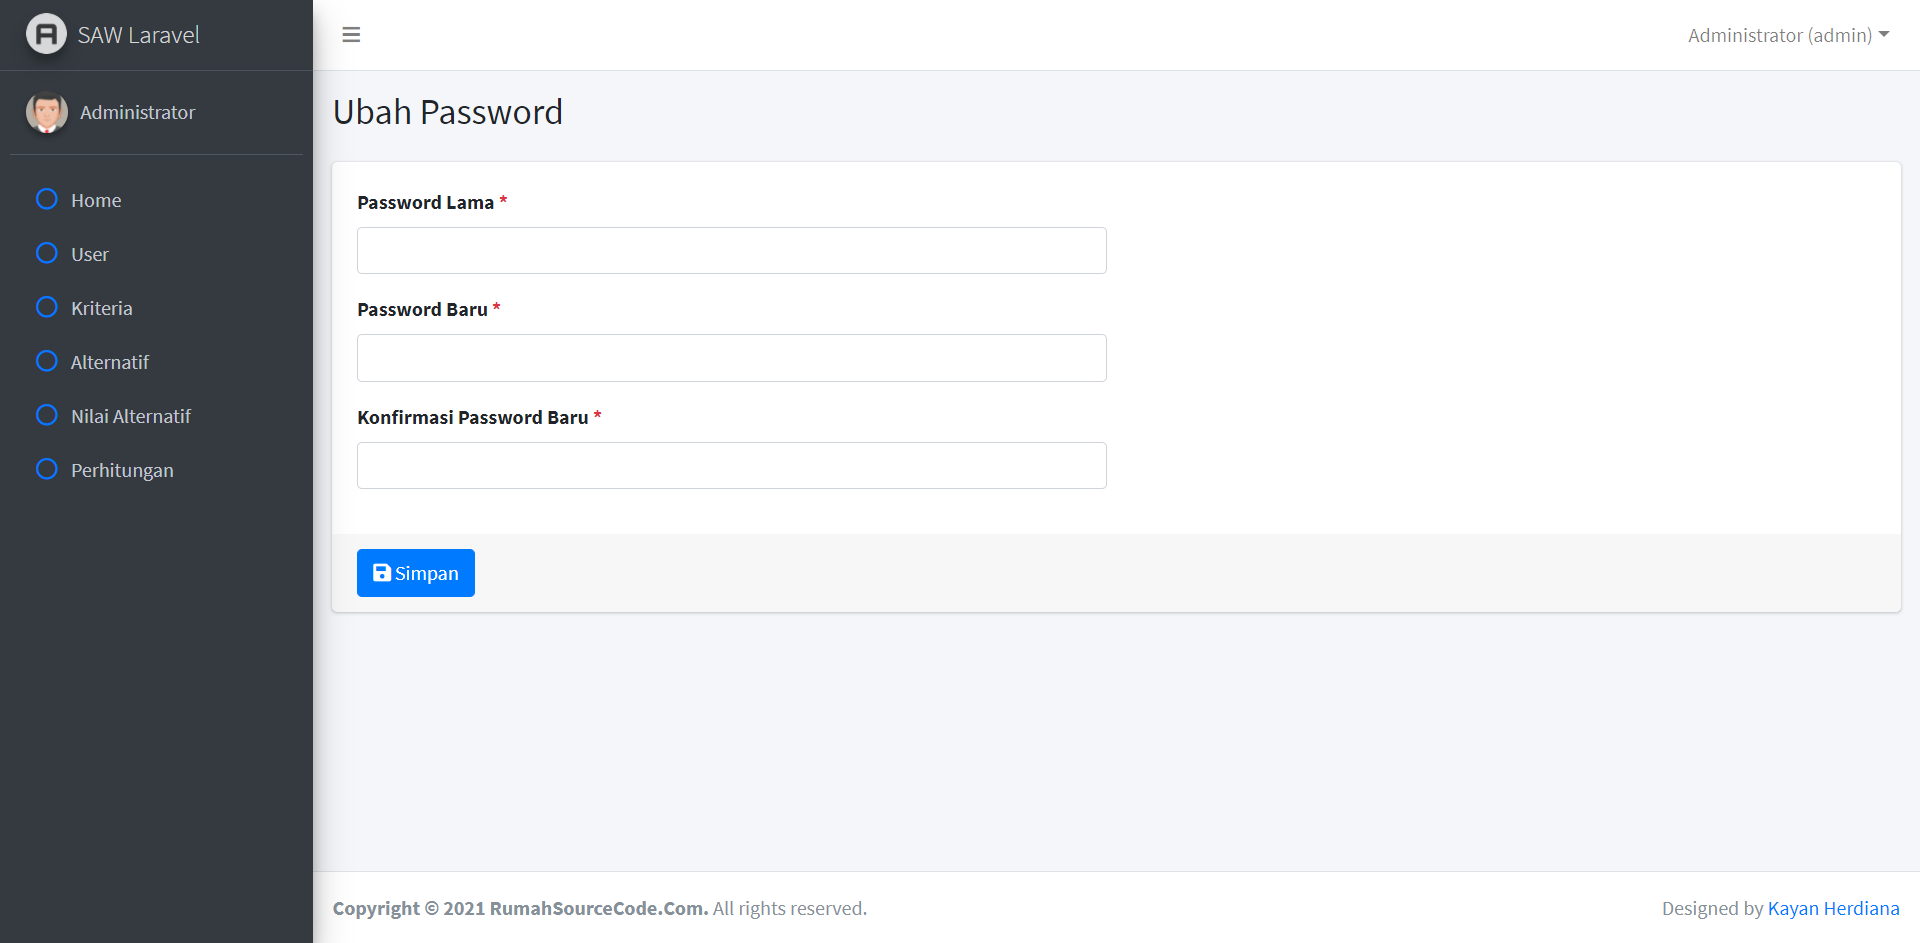 SAW Laravel
Administrator (admin)
Administrator
Home
User
Kriteria
Alternatif
Nilai Alternatif
Perhitungan
Ubah Password
Password Lama *
Password Baru *
Konfirmasi Password Baru *
Simpan
Copyright © 2021 RumahSourceCode.Com. All rights reserved.
Designed by Kayan Herdiana